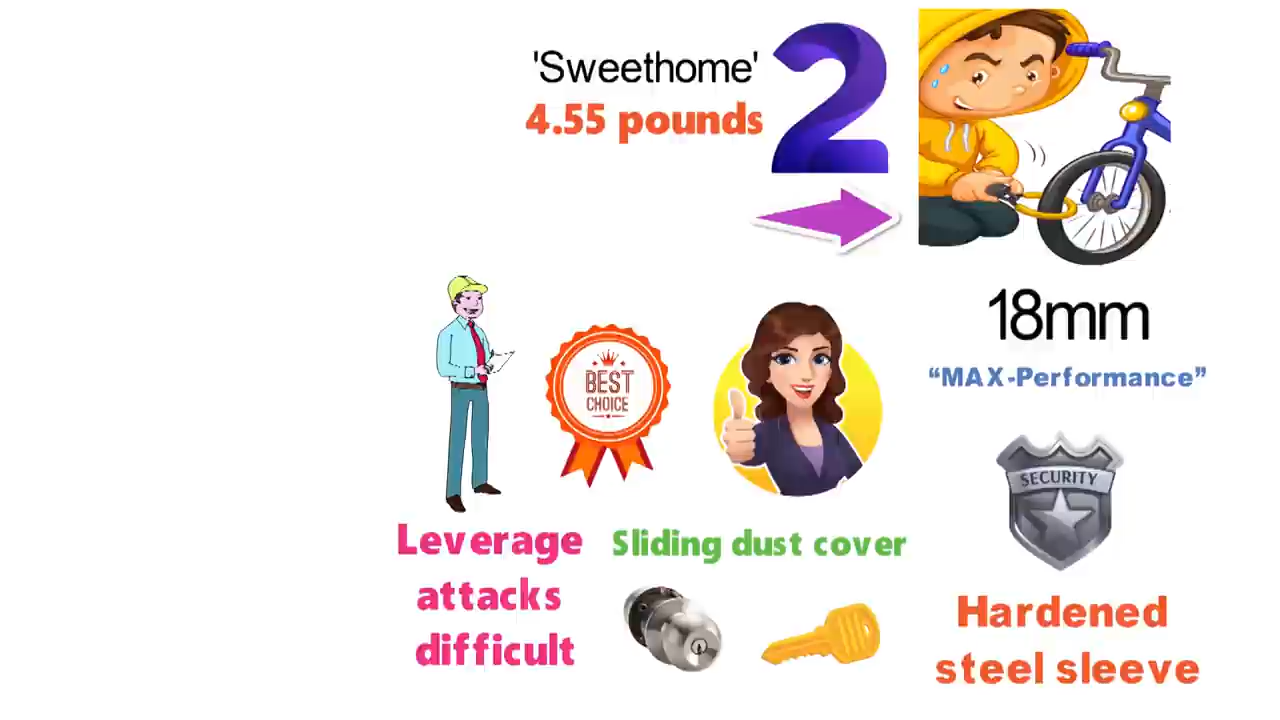 'Sweethome'
4.55 pounds
2
18mm
“MAX-Performance”
BEST
CHOICE
SECURITY
Leverage
attacks
difficult
Sliding dust cover
Hardened
steel sleeve